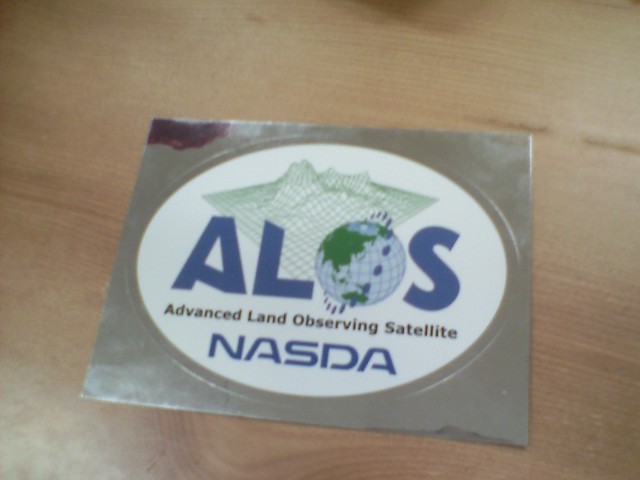 ALOS
Advanced Land Observing Satellite
NASDA